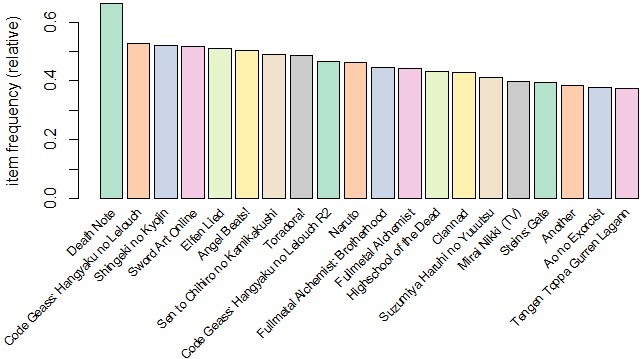 item frequency (relative)
0.6
0.4
0.2
0.0
Death Note
Code Geass: Hangyaku no Lelouch
Shingeki no Kyojin
Sword Art Online
Elfen Lied
Angel Beats!
Sen to Chihiro no Kamikakushi
Toradora!
Code Geass: Hangyaku no Lelouch R2
Naruto
Fullmetal Alchemist: Brotherhood
Fullmetal Alchemist
Highschool of the Dead
Clannad
Suzumiya Haruhi no Yuuutsu
Mirai Nikki (TV)
Steins;Gate
Another
Ao no Exorcist
Tengen Toppa Gurren Lagann